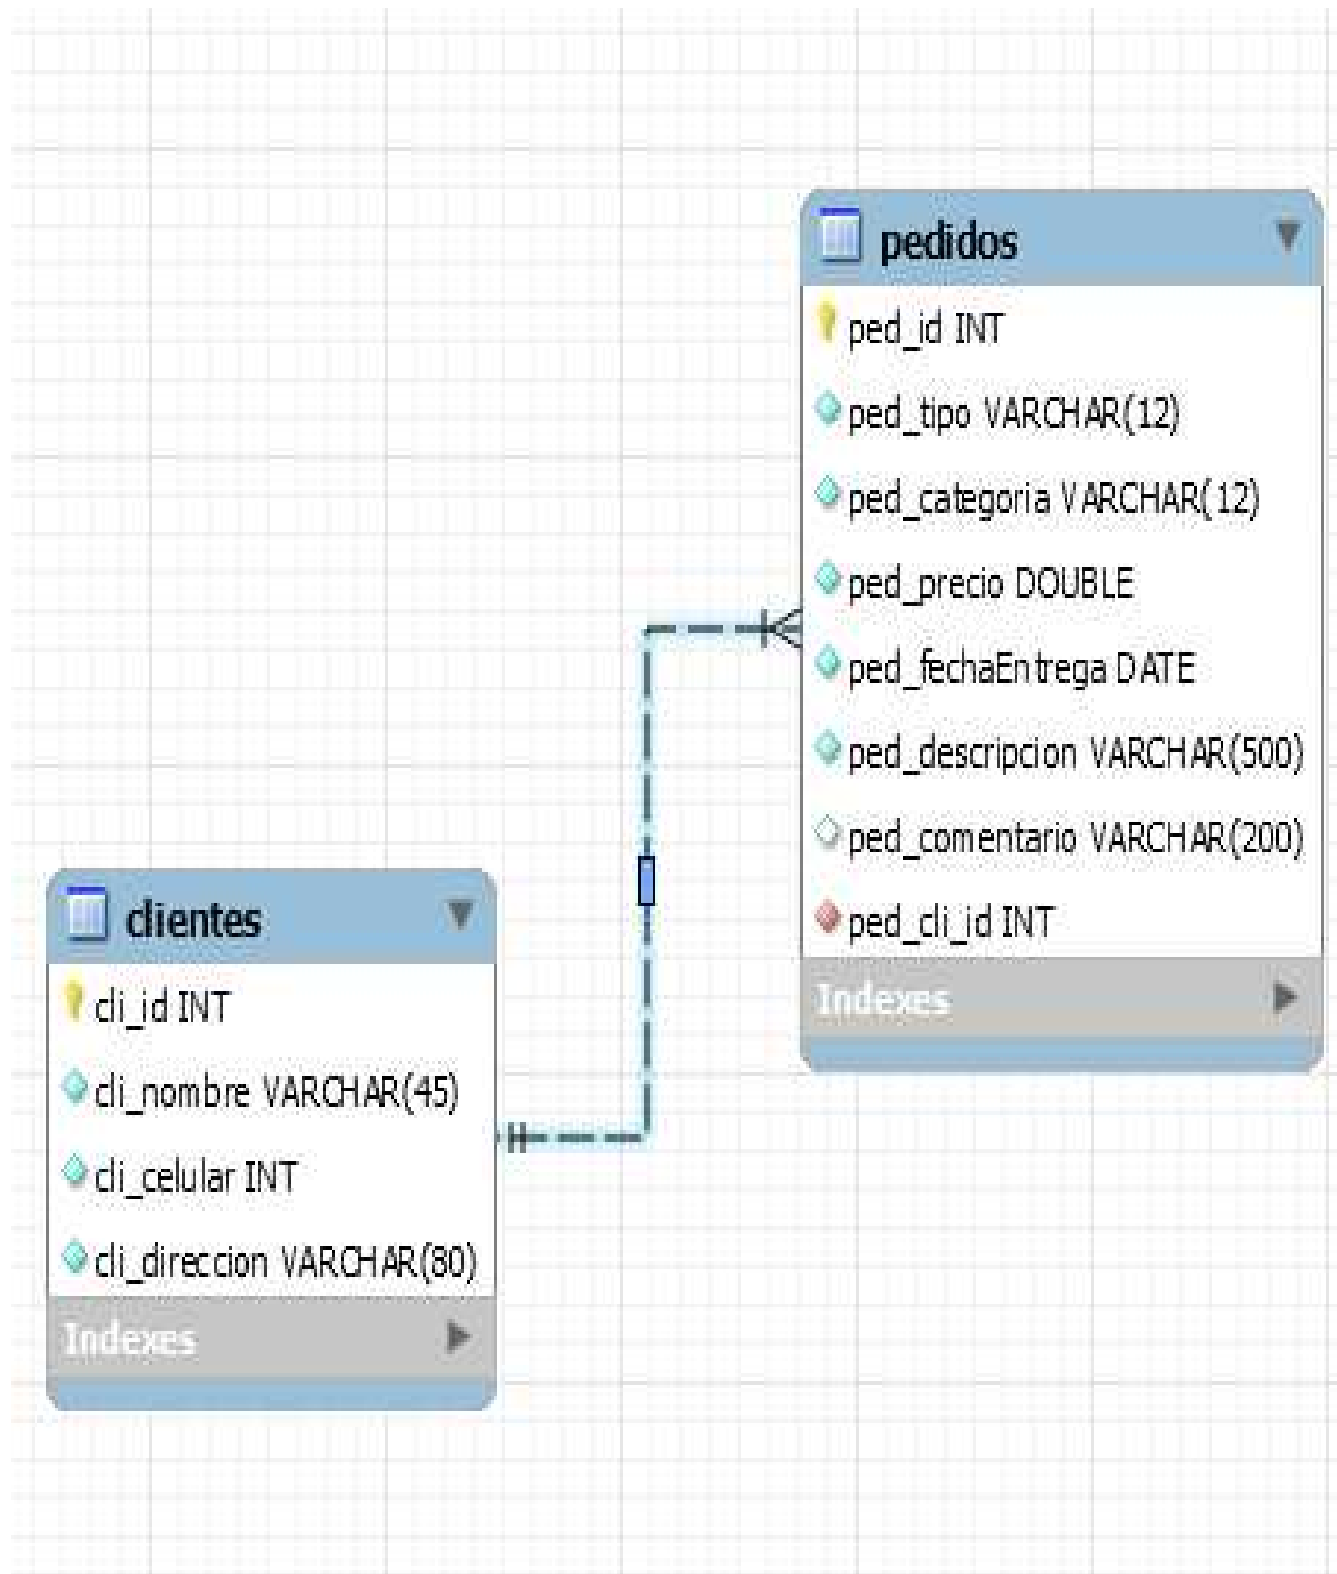 pedidos
ped_id INT
ped_tipo VARCHAR(12)
ped_categoria VARCHAR(12)
ped_precio DOUBLE
ped_fechaEntrega DATE
ped_descripcion VARCHAR(500)
ped_comentario VARCHAR(200)
ped_cli_id INT
Indexes
clientes
cli_id INT
cli_nombre VARCHAR(45)
cli_celular INT
cli_direccion VARCHAR(80)
Indexes